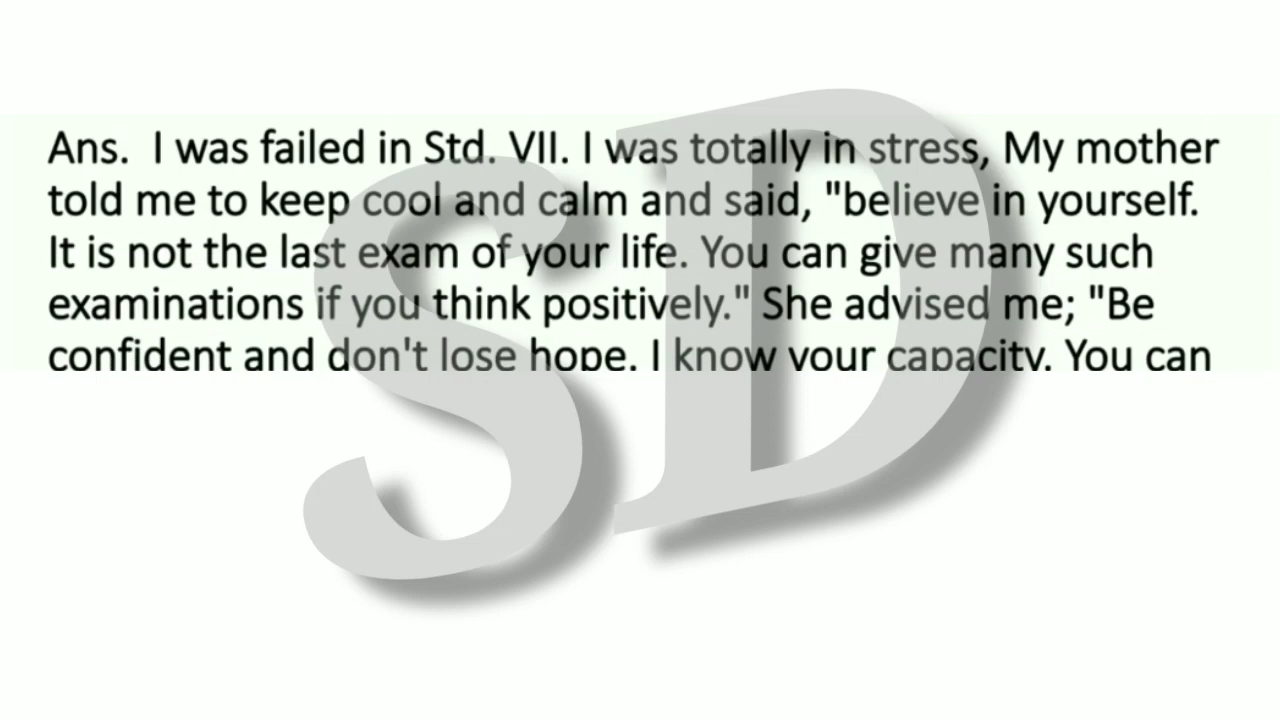 Ans.  I was failed in Std. VII. I was totally in stress, My mother
told me to keep cool and calm and said, "believe in yourself.
It is not the last exam of your life. You can give many such
examinations if you think positively." She advised me; "Be
confident and don't lose hope. I know your capacity. You can
SD